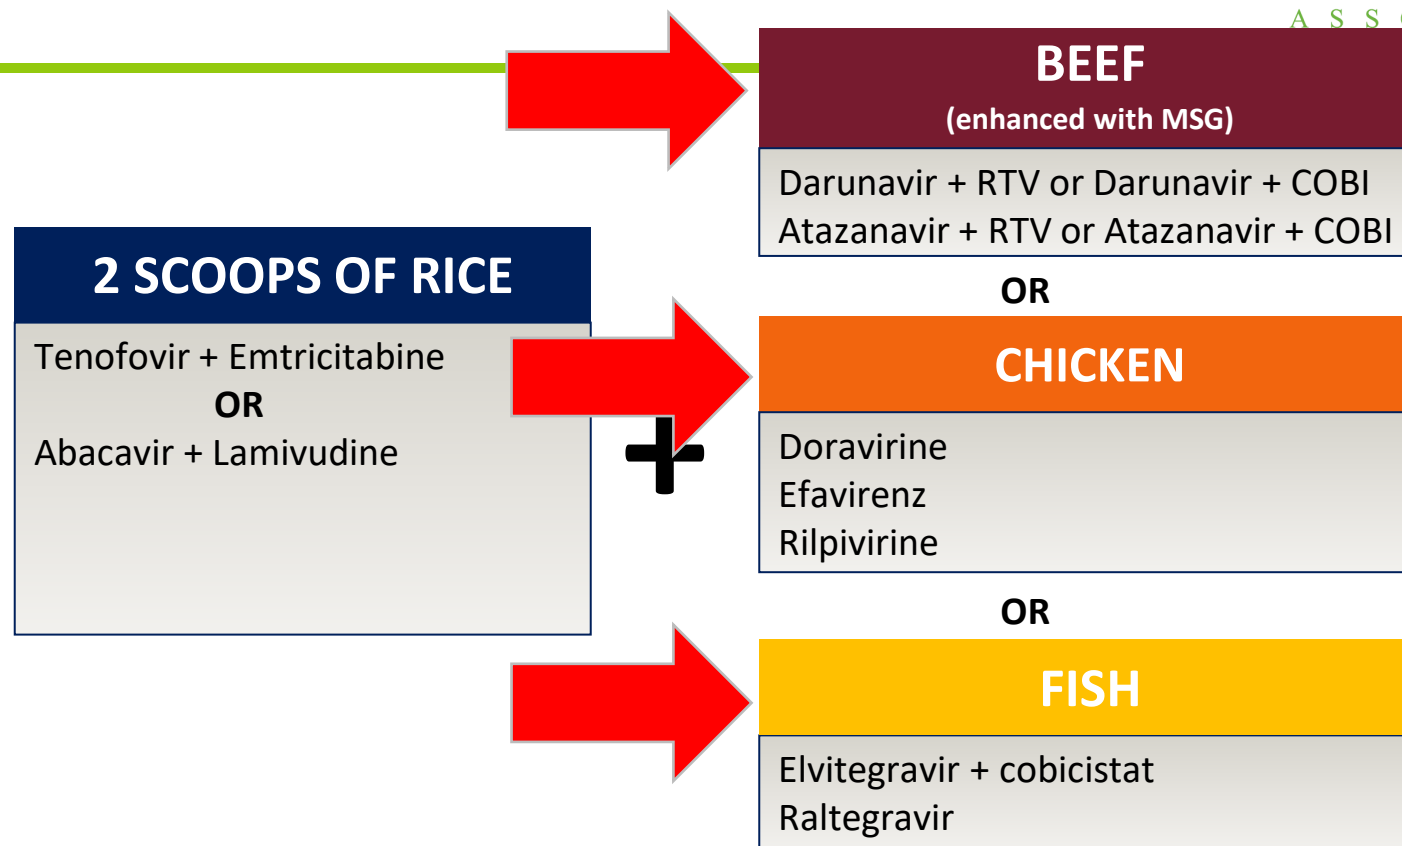 A S S
2 SCOOPS OF RICE
Tenofovir + Emtricitabine
OR
Abacavir + Lamivudine
+
BEEF
(enhanced with MSG)
Darunavir + RTV or Darunavir + COBI
Atazanavir + RTV or Atazanavir + COBI
OR
CHICKEN
Doravirine
Efavirenz
Rilpivirine
OR
FISH
Elvitegravir + cobicistat
Raltegravir